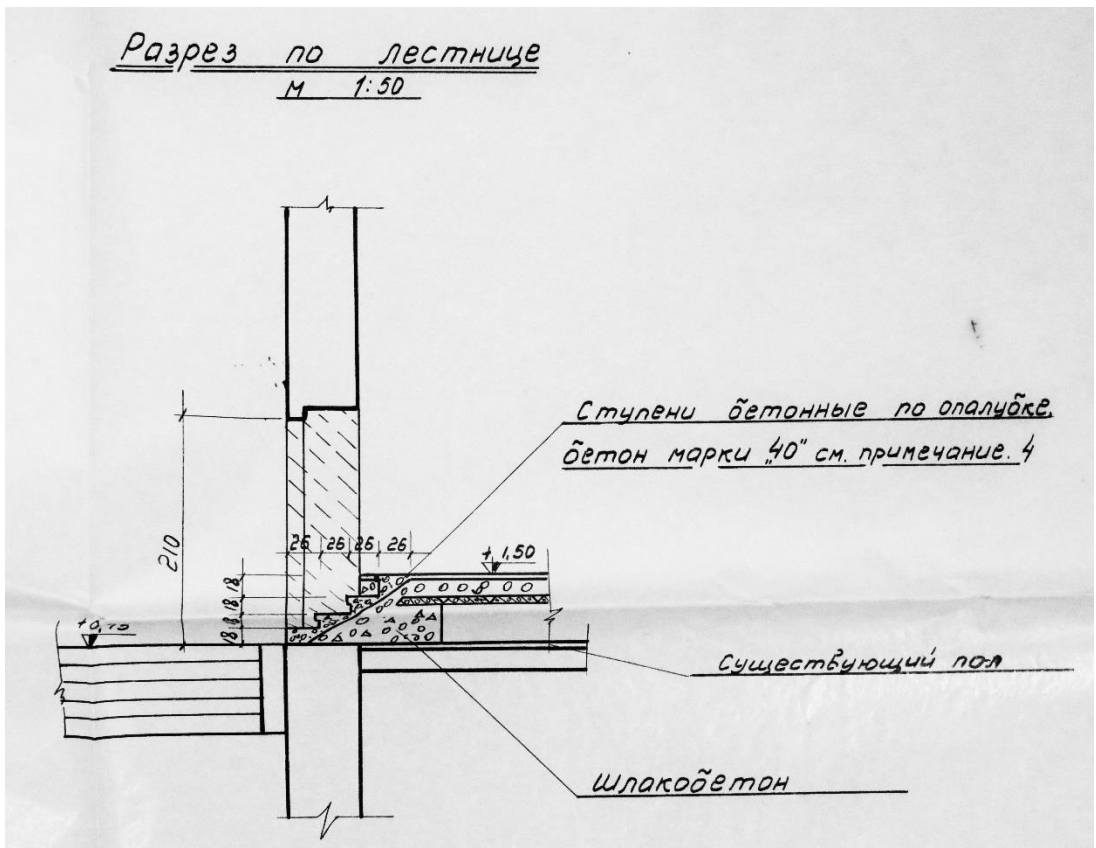 Разрез по лестнице
М 1:50
Ступени бетонные по опалубке,
бетон марки „40" см. примечание. 4
26 26 26 26
210
+1,50
18
18
18
Существующий пол
Шлакобетон